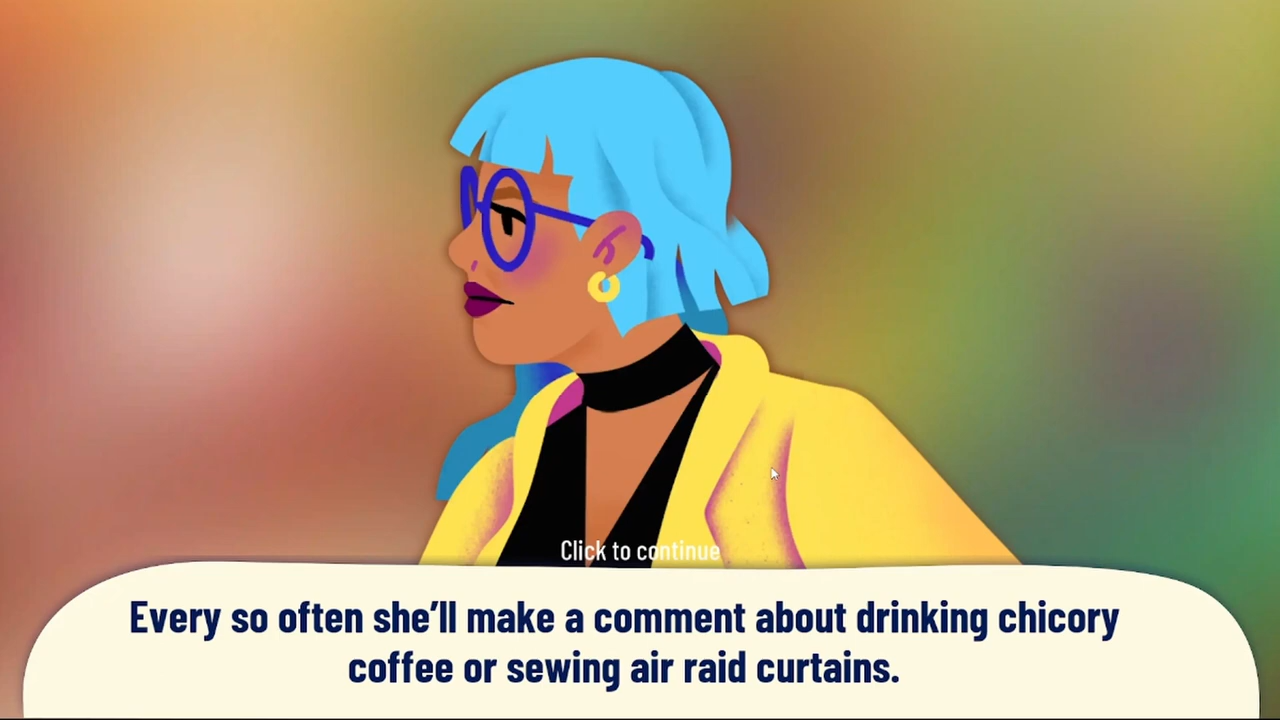 Click to continue
Every so often she’ll make a comment about drinking chicory
coffee or sewing air raid curtains.